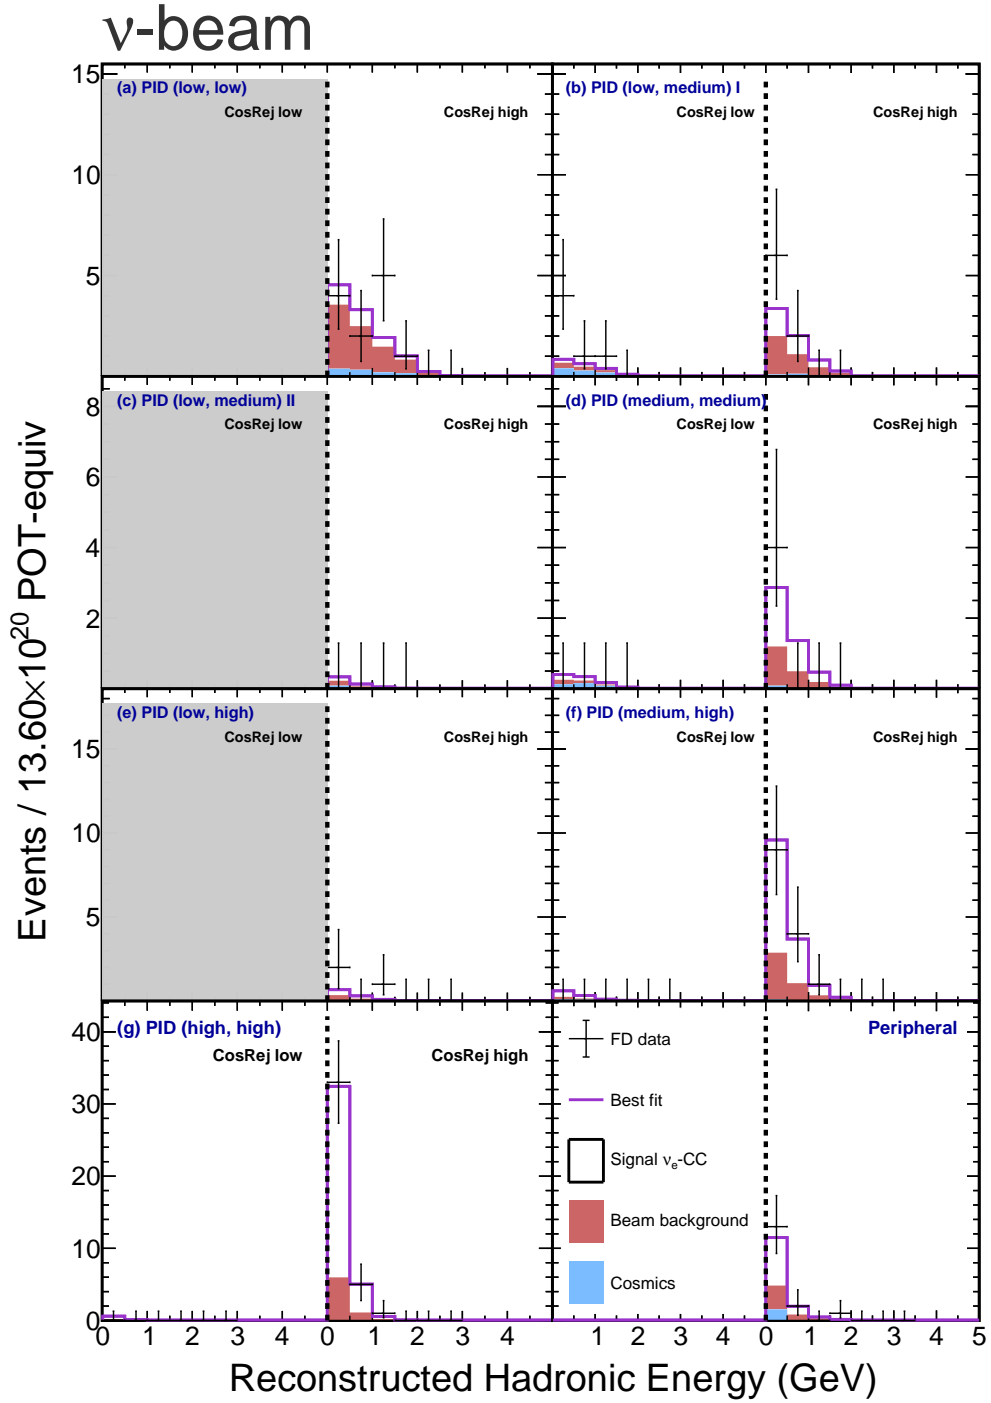 ν-beam
Events / 13.60×10²⁰ POT-equiv
15
10
5
(a) PID (low, low)
CosRej low
CosRej high
(b) PID (low, medium) I
CosRej low
CosRej high
8
6
4
2
(c) PID (low, medium) II
CosRej low
CosRej high
(d) PID (medium, medium)
CosRej low
CosRej high
15
10
5
(e) PID (low, high)
CosRej low
CosRej high
(f) PID (medium, high)
CosRej low
CosRej high
40
30
20
10
0
(g) PID (high, high)
CosRej low
CosRej high
Peripheral
FD data
Best fit
Signal νₑ-CC
Beam background
Cosmics
0 1 2 3 4 0 1 2 3 4 1 2 3 4 0 1 2 3 4 5
Reconstructed Hadronic Energy (GeV)